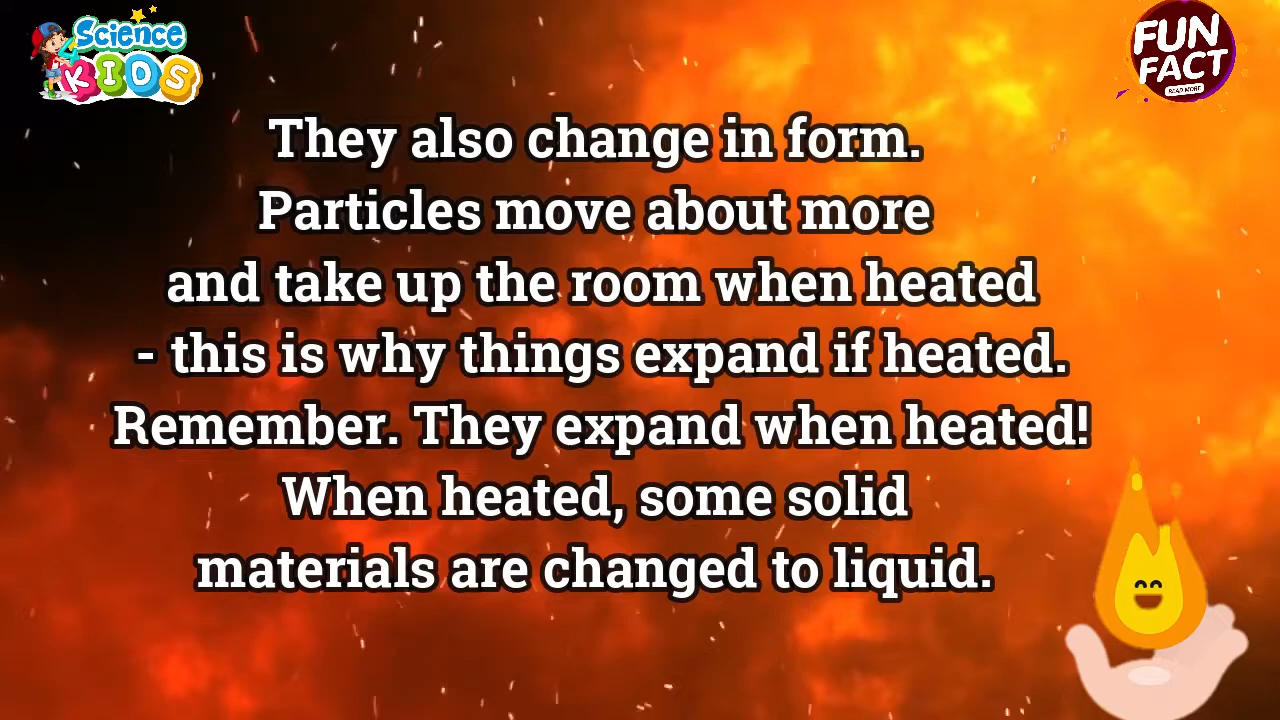 Science
KIDS
FUN
FACT
READ MORE
They also change in form.
Particles move about more
and take up the room when heated
- this is why things expand if heated.
Remember. They expand when heated!
When heated, some solid
materials are changed to liquid.